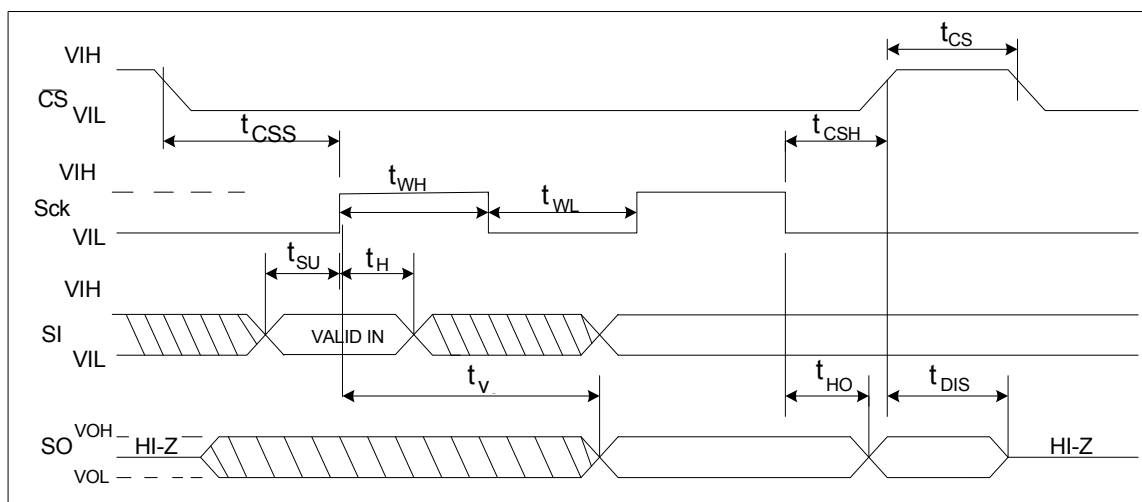 VIH
tCS
CS
VIL
tCSS
tCSH
VIH
tWH
Sck
tWL
VIL
tSU
tH
VIH
SI
VALID IN
VIL
tV
tHO
tDIS
VOH
SO
HI-Z
HI-Z
VOL